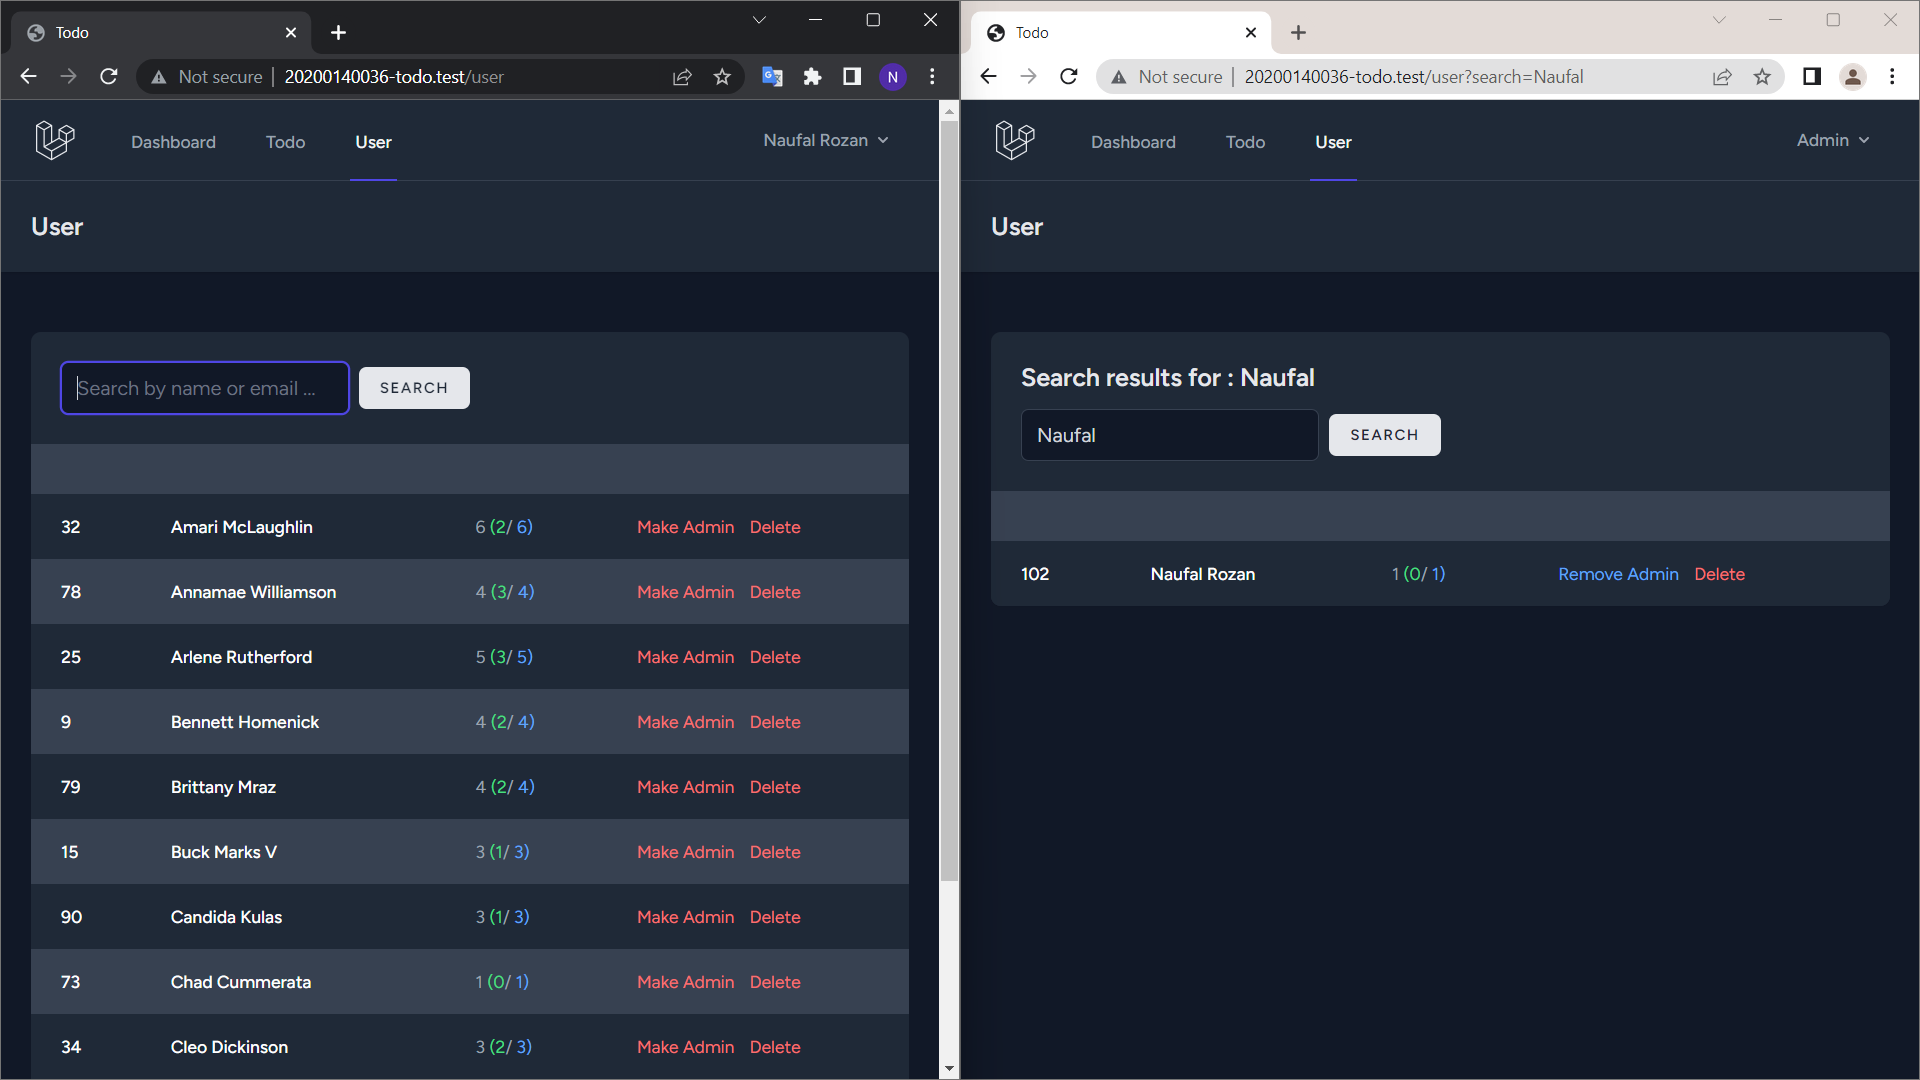 Todo
Not secure | 20200140036-todo.test/user
N
Dashboard Todo User Naufal Rozan
User
Search by name or email ... SEARCH
32 Amari McLaughlin 6 (2/ 6) Make Admin Delete
78 Annamae Williamson 4 (3/ 4) Make Admin Delete
25 Arlene Rutherford 5 (3/ 5) Make Admin Delete
9 Bennett Homenick 4 (2/ 4) Make Admin Delete
79 Brittany Mraz 4 (2/ 4) Make Admin Delete
15 Buck Marks V 3 (1/ 3) Make Admin Delete
90 Candida Kulas 3 (1/ 3) Make Admin Delete
73 Chad Cummerata 1 (0/ 1) Make Admin Delete
34 Cleo Dickinson 3 (2/ 3) Make Admin Delete
Todo
Not secure | 20200140036-todo.test/user?search=Naufal
Dashboard Todo User Admin
User
Search results for : Naufal
Naufal SEARCH
102 Naufal Rozan 1 (0/ 1) Remove Admin Delete